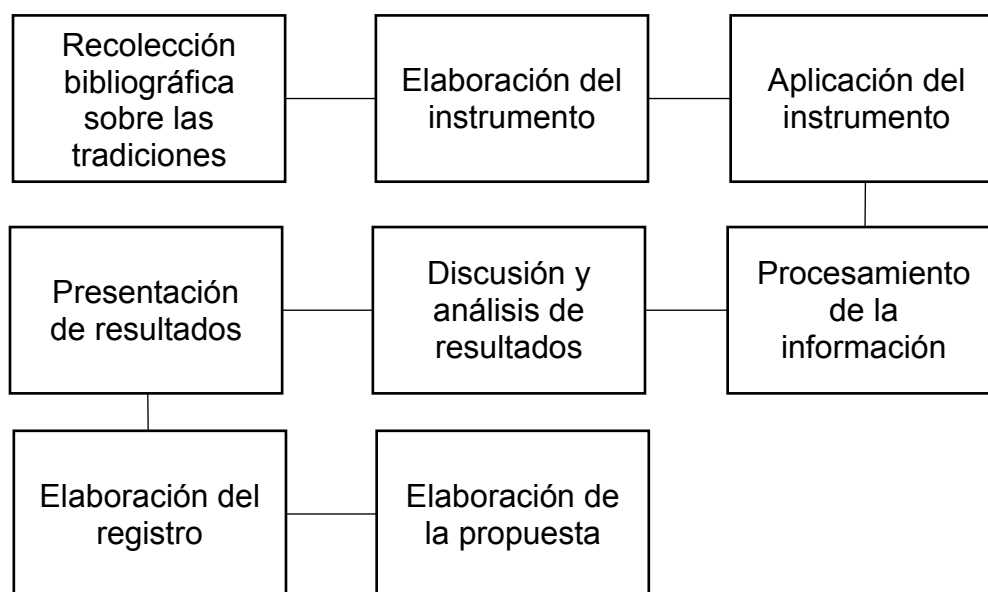 Recolección
bibliográfica
sobre las
tradiciones
Elaboración del
instrumento
Aplicación del
instrumento
Procesamiento
de la
información
Discusión y
análisis de
resultados
Presentación
de resultados
Elaboración del
registro
Elaboración de
la propuesta